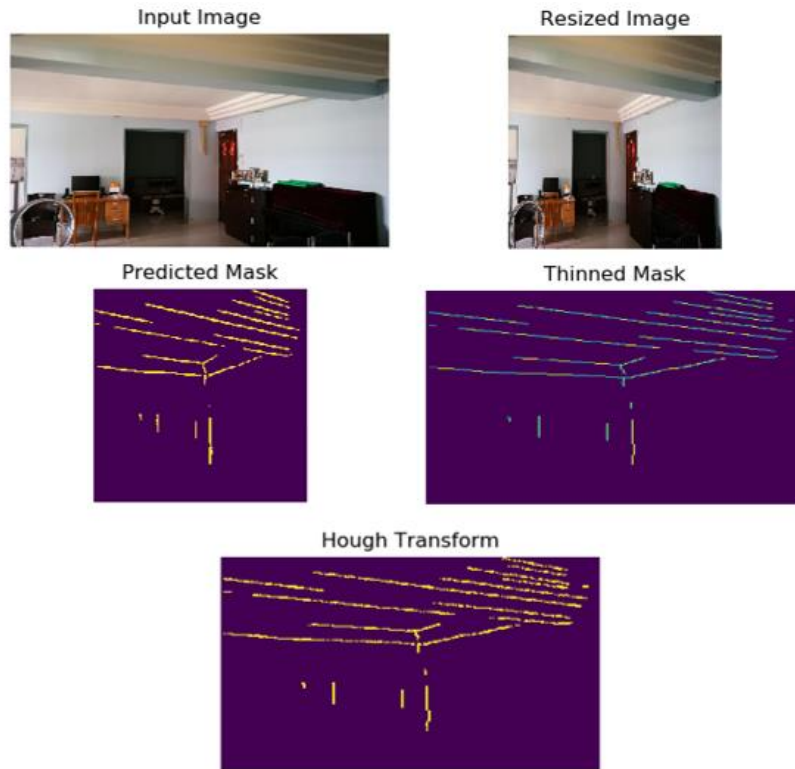 Input Image
Resized Image
Predicted Mask
Thinned Mask
Hough Transform